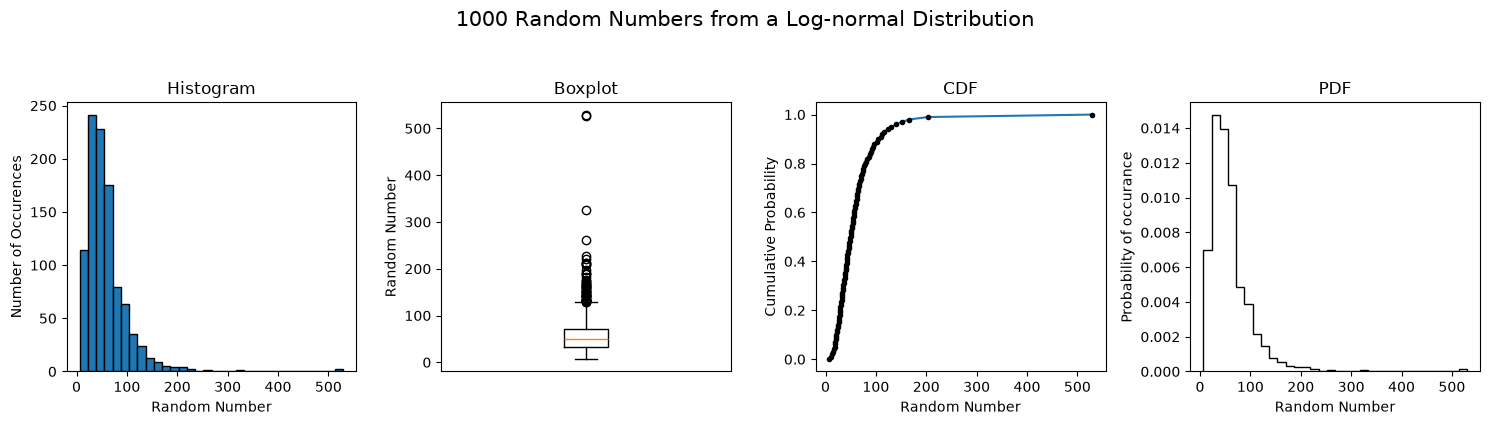 1000 Random Numbers from a Log-normal Distribution
Histogram
Number of Occurences
250
200
150
100
50
0
0 100 200 300 400 500
Random Number
Boxplot
Random Number
500
400
300
200
100
0
CDF
Cumulative Probability
1.0
0.8
0.6
0.4
0.2
0.0
0 100 200 300 400 500
Random Number
PDF
Probability of occurance
0.014
0.012
0.010
0.008
0.006
0.004
0.002
0.000
0 100 200 300 400 500
Random Number